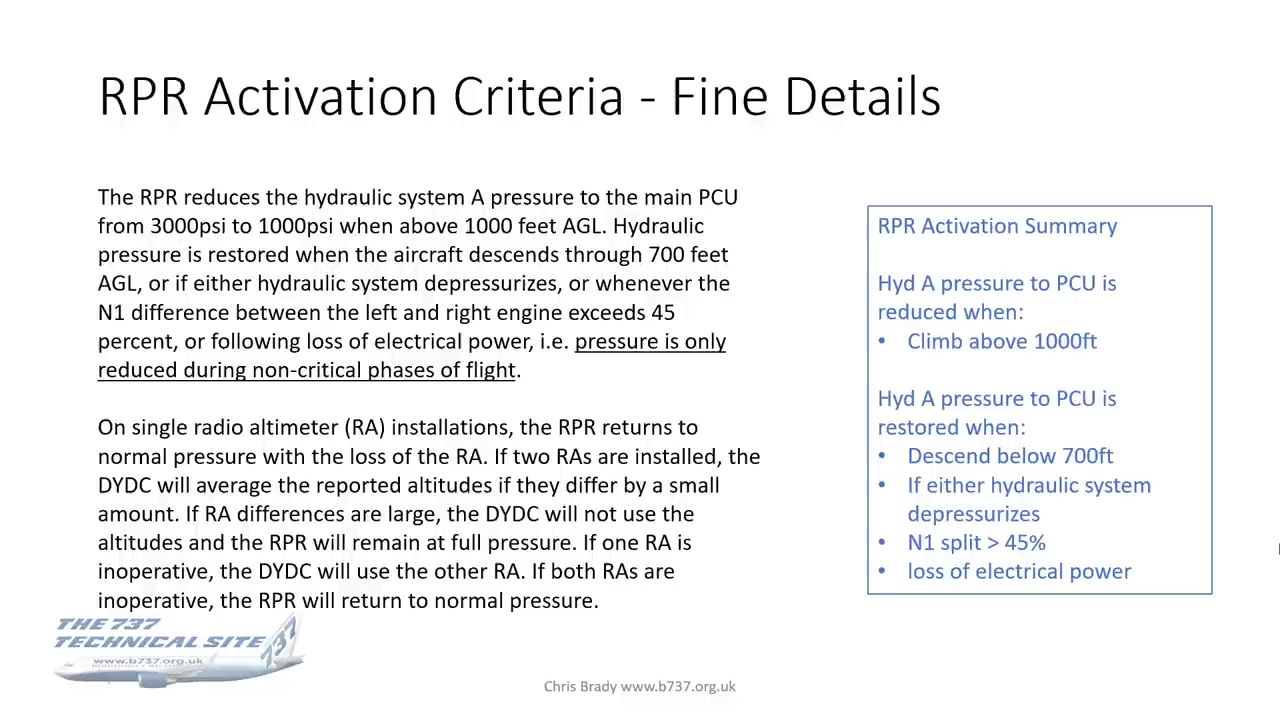 RPR Activation Criteria - Fine Details
The RPR reduces the hydraulic system A pressure to the main PCU
from 3000psi to 1000psi when above 1000 feet AGL. Hydraulic
pressure is restored when the aircraft descends through 700 feet
AGL, or if either hydraulic system depressurizes, or whenever the
N1 difference between the left and right engine exceeds 45
percent, or following loss of electrical power, i.e. pressure is only
reduced during non-critical phases of flight.
On single radio altimeter (RA) installations, the RPR returns to
normal pressure with the loss of the RA. If two RAs are installed, the
DYDC will average the reported altitudes if they differ by a small
amount. If RA differences are large, the DYDC will not use the
altitudes and the RPR will remain at full pressure. If one RA is
inoperative, the DYDC will use the other RA. If both RAs are
inoperative, the RPR will return to normal pressure.
RPR Activation Summary
Hyd A pressure to PCU is
reduced when:
• Climb above 1000ft
Hyd A pressure to PCU is
restored when:
• Descend below 700ft
• If either hydraulic system
depressurizes
• N1 split > 45%
• loss of electrical power
THE 737
TECHNICAL SITE
737
www.b737.org.uk
Chris Brady www.b737.org.uk